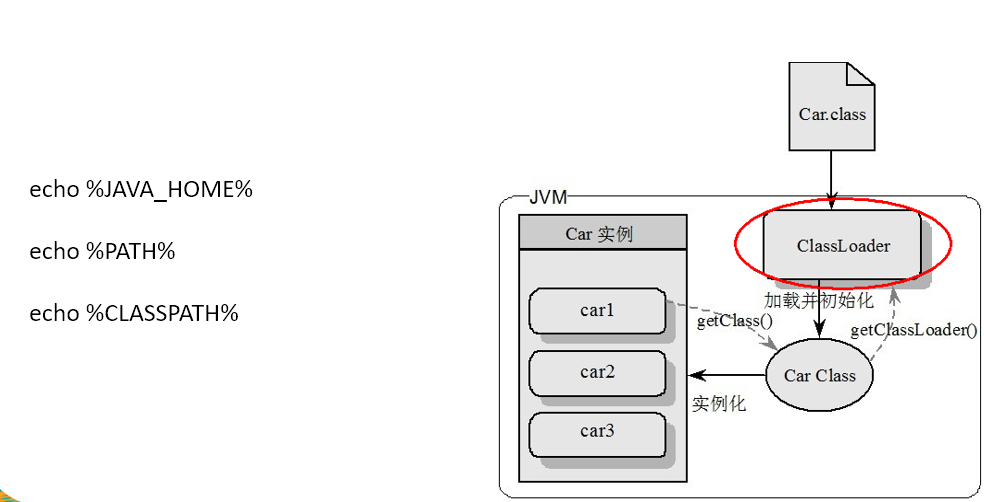 echo %JAVA_HOME%
echo %PATH%
echo %CLASSPATH%
Car.class
JVM
Car 实例
ClassLoader
加载并初始化
car1
getClass()
getClassLoader()
car2
Car Class
实例化
car3